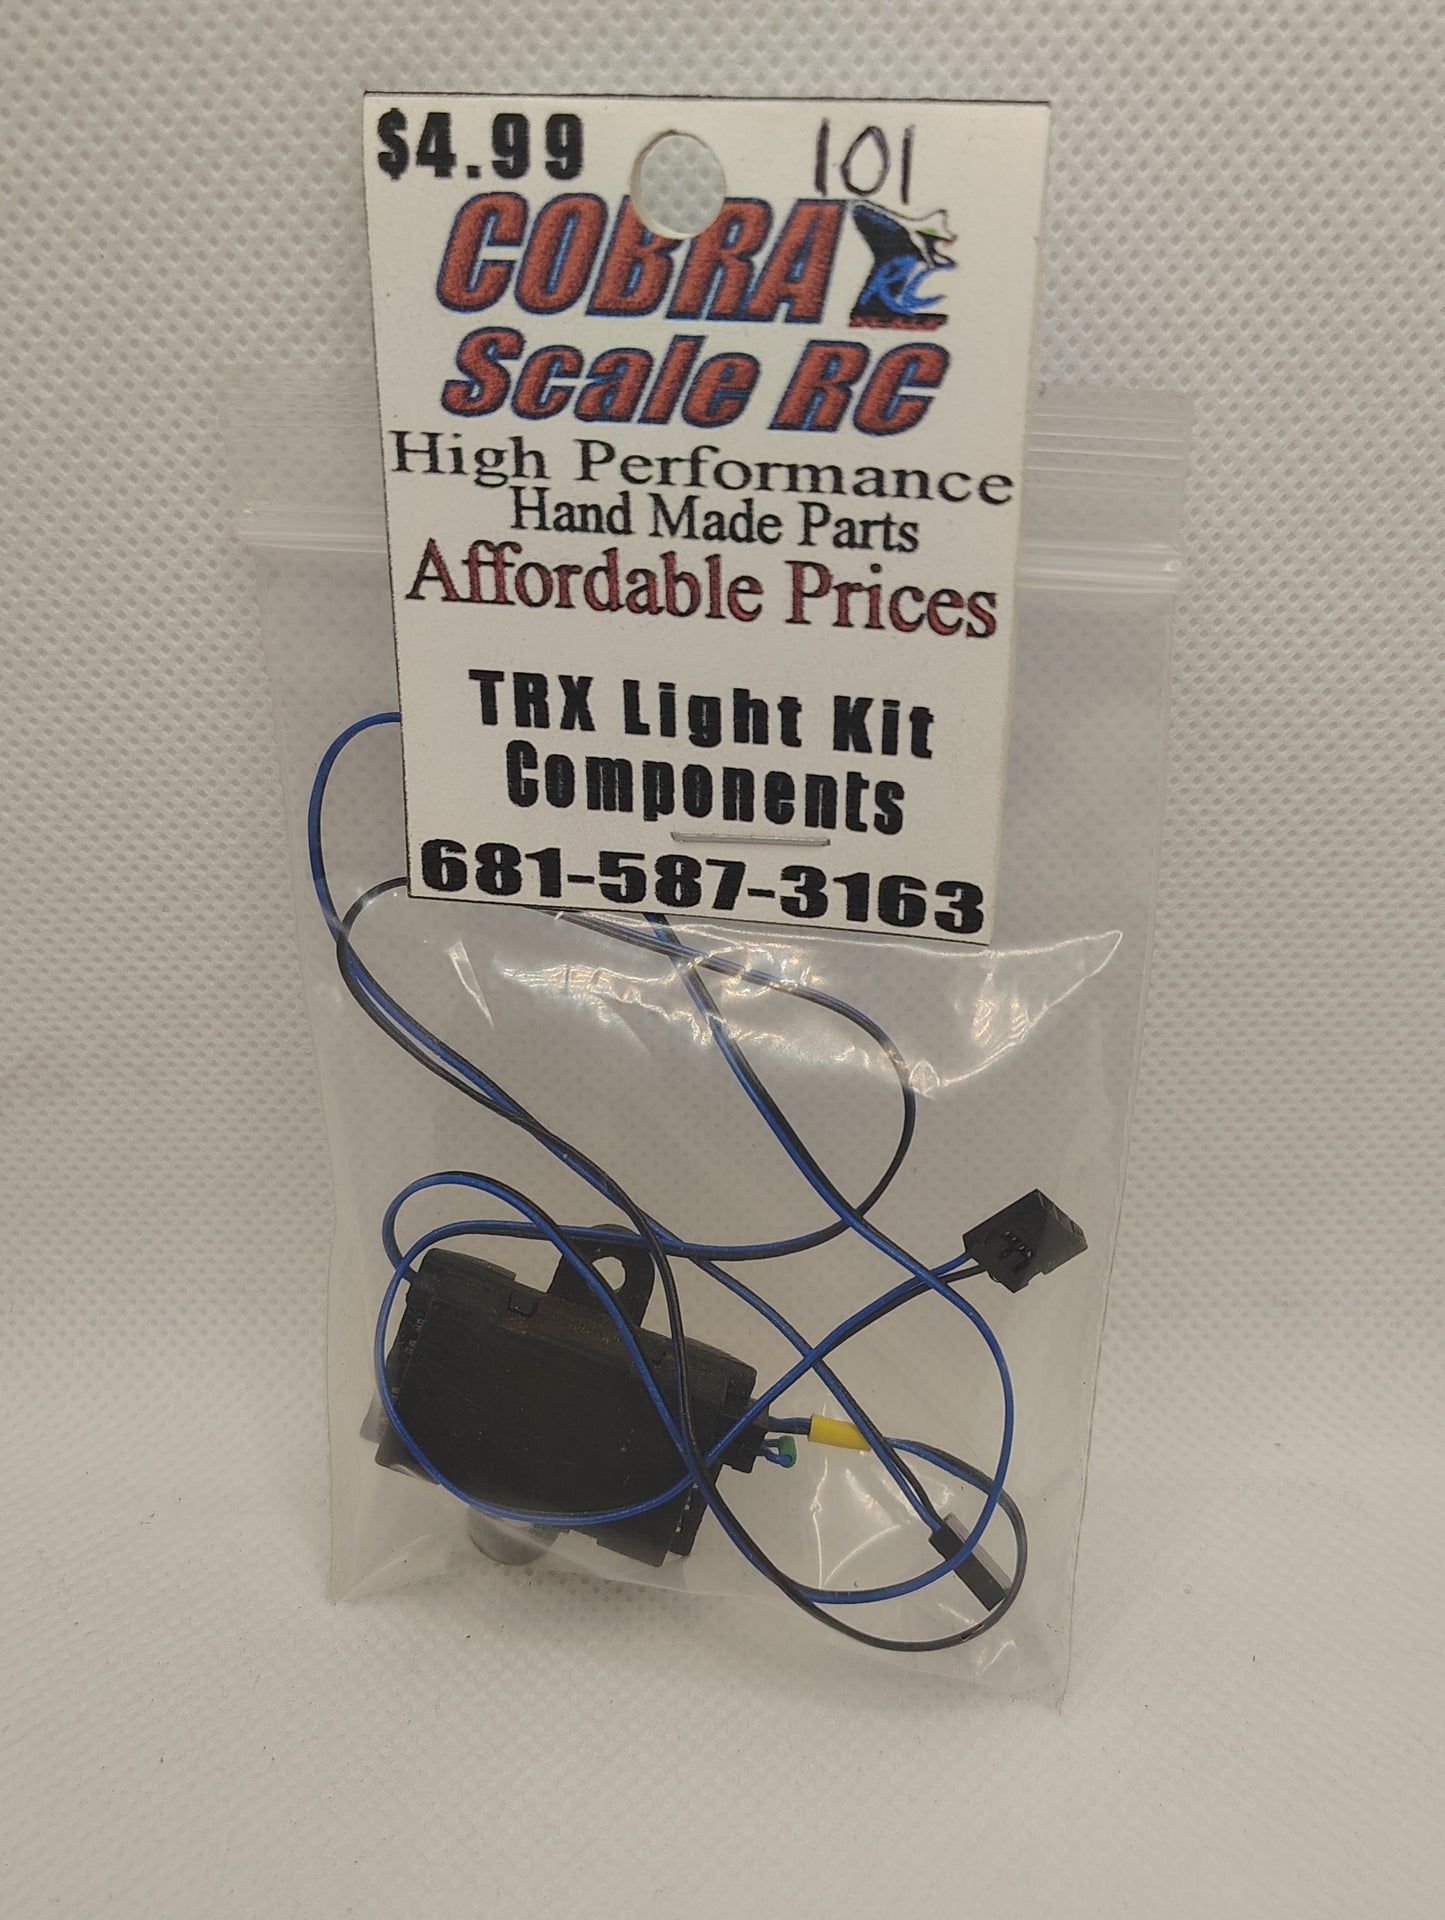 $4.99
101
COBRA
RC
Scale RC
High Performance
Hand Made Parts
Affordable Prices
TRX Light Kit
Components
681-587-3163